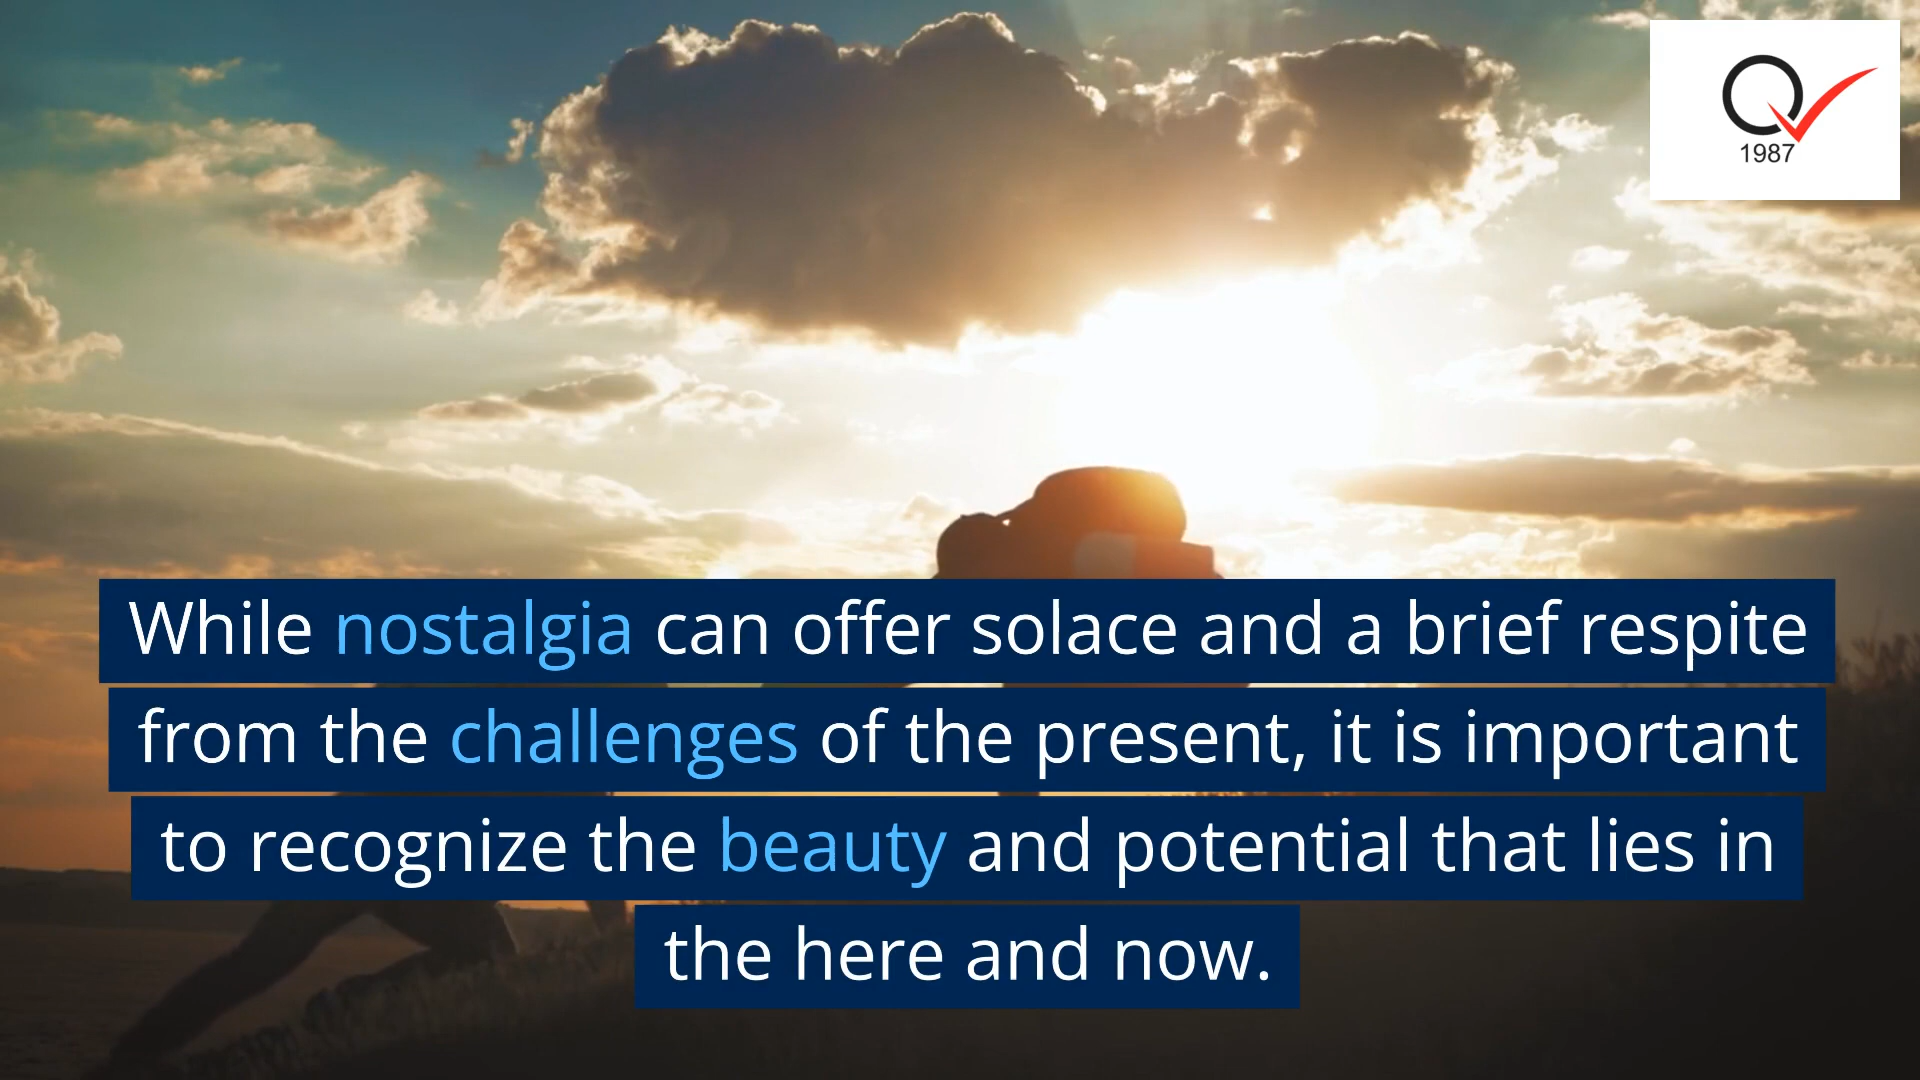 Q
1987
While nostalgia can offer solace and a brief respite
from the challenges of the present, it is important
to recognize the beauty and potential that lies in
the here and now.